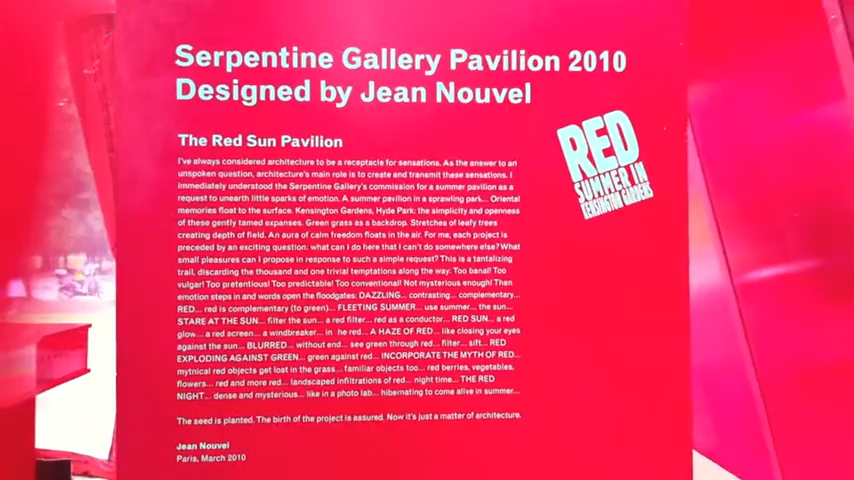 Serpentine Gallery Pavilion 2010
Designed by Jean Nouvel
RED
SUMMER IN
KENSINGTON GARDENS
The Red Sun Pavilion
I've always considered architecture to be a receptacle for sensations. As the answer to an
unspoken question, architecture's main role is to create and transmit these sensations. I
immediately understood the Serpentine Gallery's commission for a summer pavilion as a
request to unearth little sparks of emotion. A summer pavilion in a sprawling park... Oriental
memories float to the surface. Kensington Gardens, Hyde Park: the simplicity and openness
of these gently tamed expanses. Green grass as a backdrop. Stretches of leafy trees
creating depth of field. An aura of calm freedom floats in the air. For me, each project is
preceded by an exciting question: what can I do here that I can't do somewhere else? What
small pleasures can I propose in response to such a simple request? This is a tantalizing
trail, discarding the thousand and one trivial temptations along the way. Too banal! Too
vulgar! Too pretentious! Too predictable! Too conventional! Not mysterious enough! Then
emotion steps in and words open the floodgates: DAZZLING... contrasting... complementary...
RED... red is complementary (to green)... FLEETING SUMMER... use summer... the sun...
STARE AT THE SUN... filter the sun... a red filter... red as a conductor... RED SUN... a red
glow... a red screen... a windbreaker... in he red... A HAZE OF RED... like closing your eyes
against the sun... BLURRED... without end... see green through red... filter... sift... RED
EXPLODING AGAINST GREEN... green against red... INCORPORATE THE MYTH OF RED...
mythical red objects get lost in the grass... familiar objects too... red berries, vegetables,
flowers... red and more red... landscaped infiltrations of red... night time... THE RED
NIGHT... dense and mysterious... like in a photo lab... hibernating to come alive in summer...
The seed is planted. The birth of the project is assured. Now it's just a matter of architecture.
Jean Nouvel
Paris, March 2010